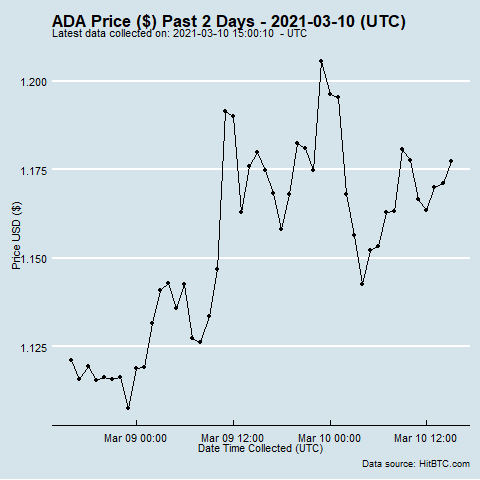 ADA Price ($) Past 2 Days - 2021-03-10 (UTC)
Latest data collected on: 2021-03-10 15:00:10  - UTC
1.200
1.175
1.150
1.125
Price USD ($)
Mar 09 00:00 Mar 09 12:00 Mar 10 00:00 Mar 10 12:00
Date Time Collected (UTC)
Data source: HitBTC.com